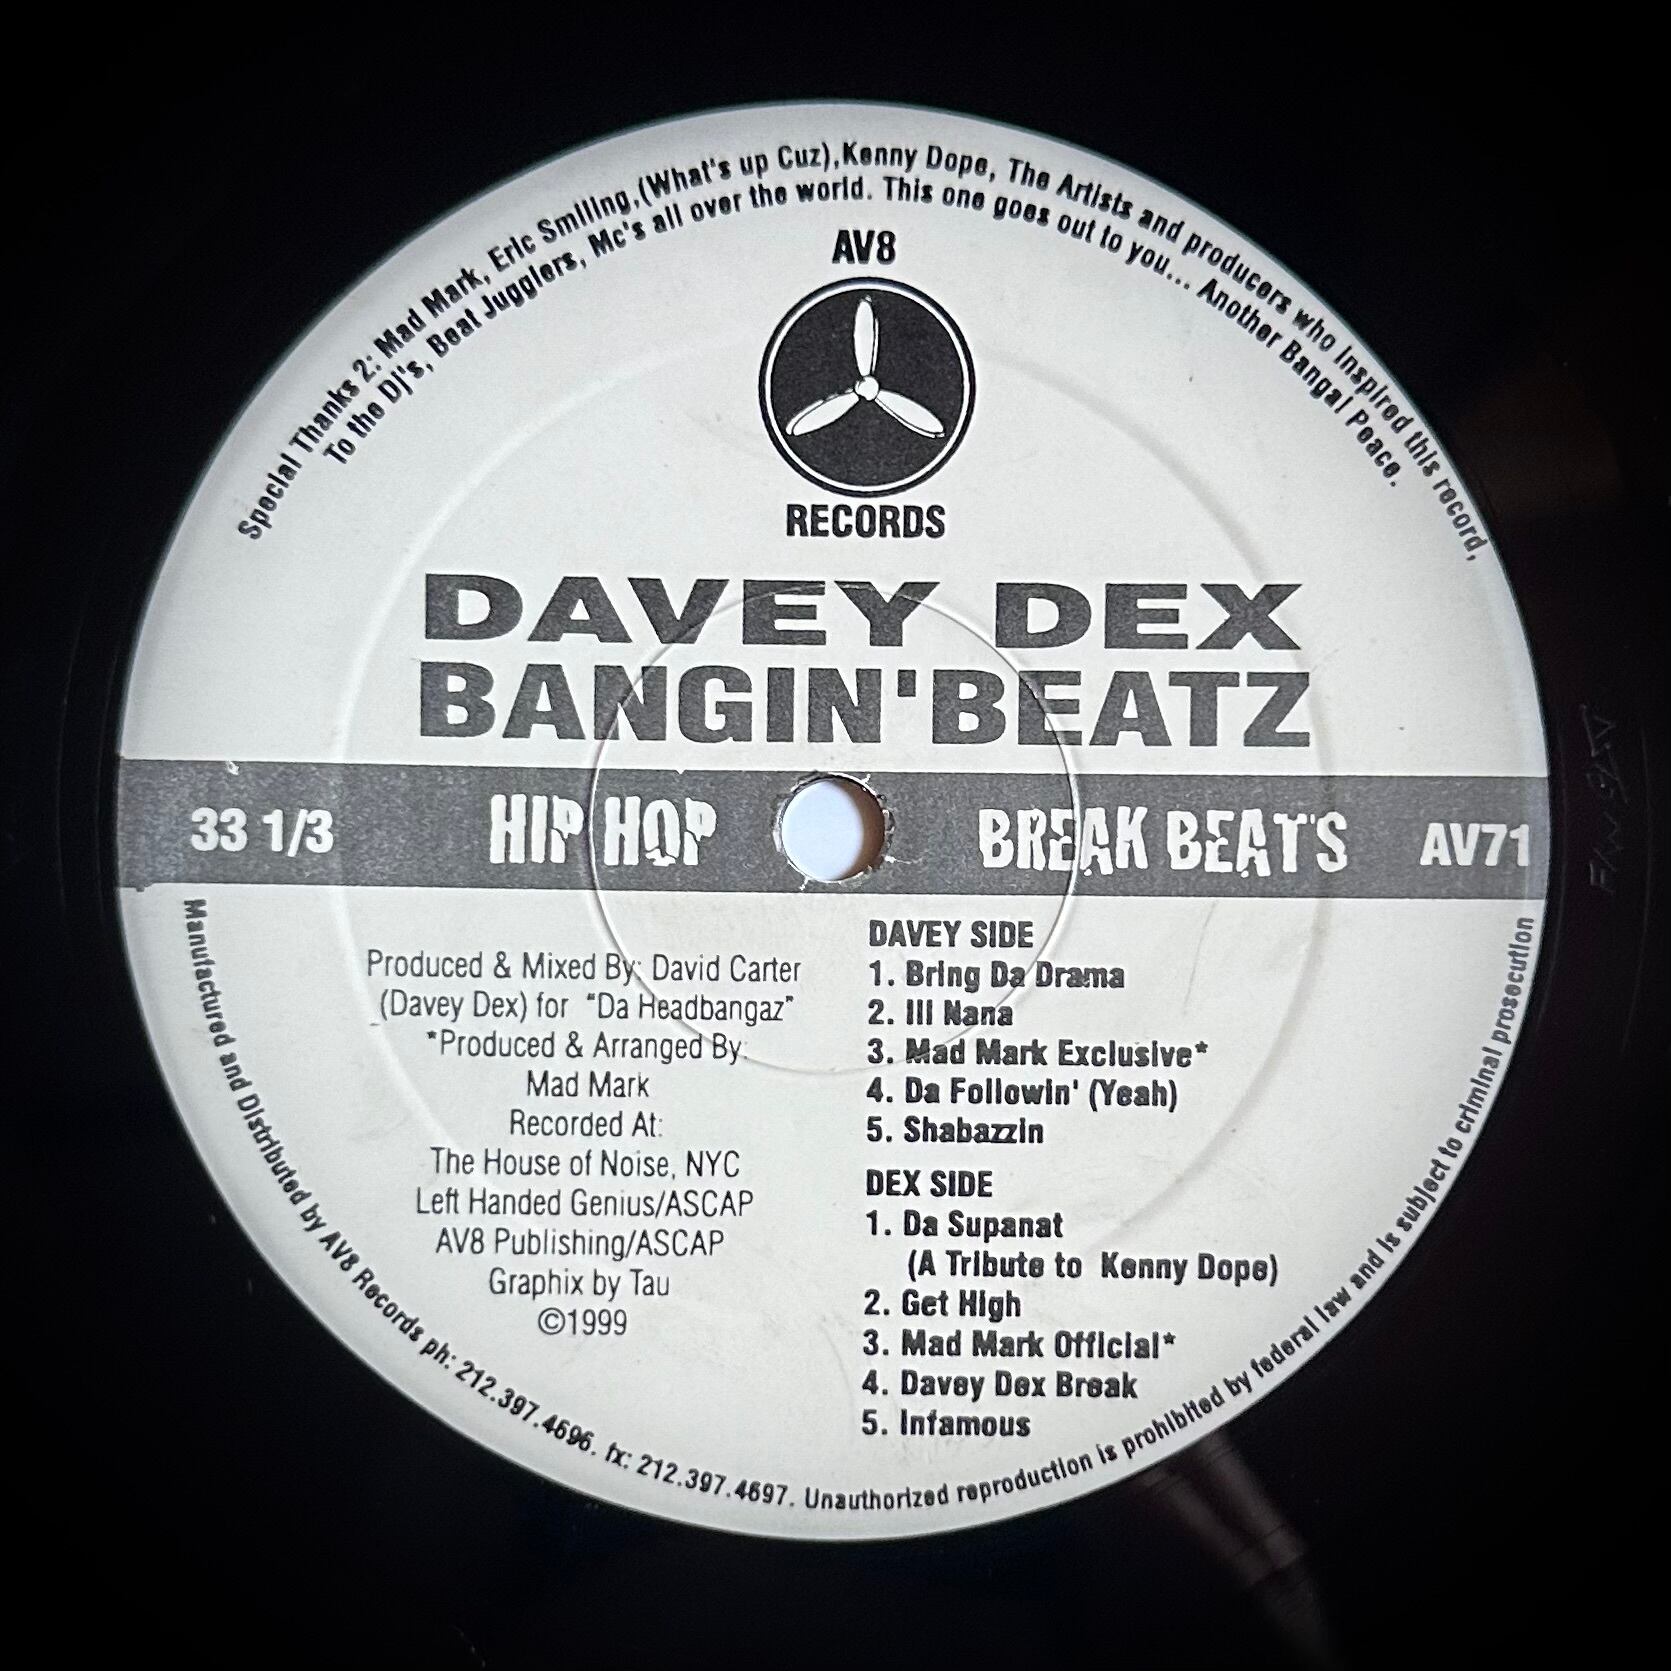 Special Thanks 2: Mad Mark, Eric Smiling,(What's up Cuz),Kenny Dope, The Artists and producers who inspired this record,
To the Dj's, Beat Jugglers, Mc's all over the world. This one goes out to you... Another Bangal Peace.
AV8
RECORDS
DAVEY DEX
BANGIN'BEATZ
33 1/3 HIP HOP BREAK BEATS AV71
Produced & Mixed By: David Carter
(Davey Dex) for "Da Headbangaz"
*Produced & Arranged By:
Mad Mark
Recorded At:
The House of Noise, NYC
Left Handed Genius/ASCAP
AV8 Publishing/ASCAP
Graphix by Tau
©1999
DAVEY SIDE
1. Bring Da Drama
2. Ill Nana
3. Mad Mark Exclusive*
4. Da Followin' (Yeah)
5. Shabazzin
DEX SIDE
1. Da Supanat
(A Tribute to Kenny Dope)
2. Get High
3. Mad Mark Official*
4. Davey Dex Break
5. Infamous
Manufactured and Distributed by AV8 Records ph: 212.397.4696. fx: 212.397.4697. Unauthorized reproduction is prohibited by federal law and is subject to criminal prosecution